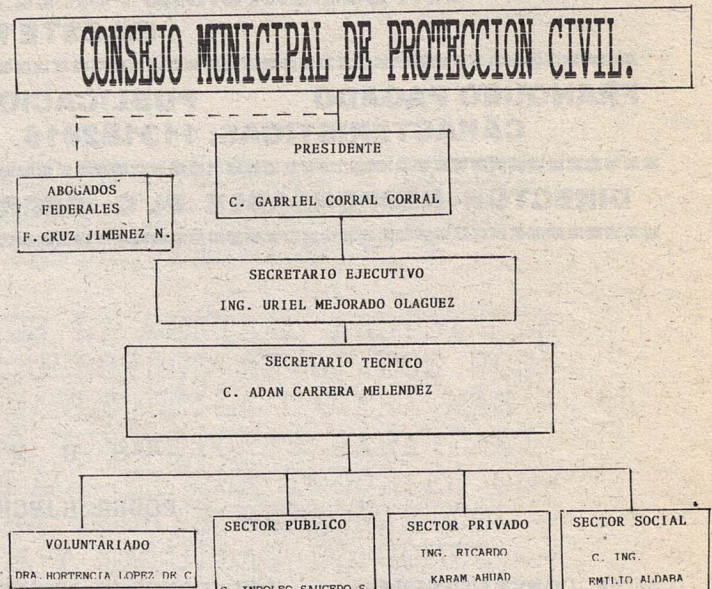 CONSEJO MUNICIPAL DE PROTECCION CIVIL.
PRESIDENTE
C. GABRIEL CORRAL CORRAL
ABOGADOS
FEDERALES
F.CRUZ JIMENEZ N.
SECRETARIO EJECUTIVO
ING. URIEL MEJORADO OLAGUEZ
SECRETARIO TECNICO
C. ADAN CARRERA MELENDEZ
VOLUNTARIADO
DRA. HORTENCIA LOPEZ DE C.
SECTOR PUBLICO
C. INDOLFO SAUCEDO S.
SECTOR PRIVADO
ING. RICARDO
KARAM AHUAD
SECTOR SOCIAL
C. ING.
EMILIO ALDABA